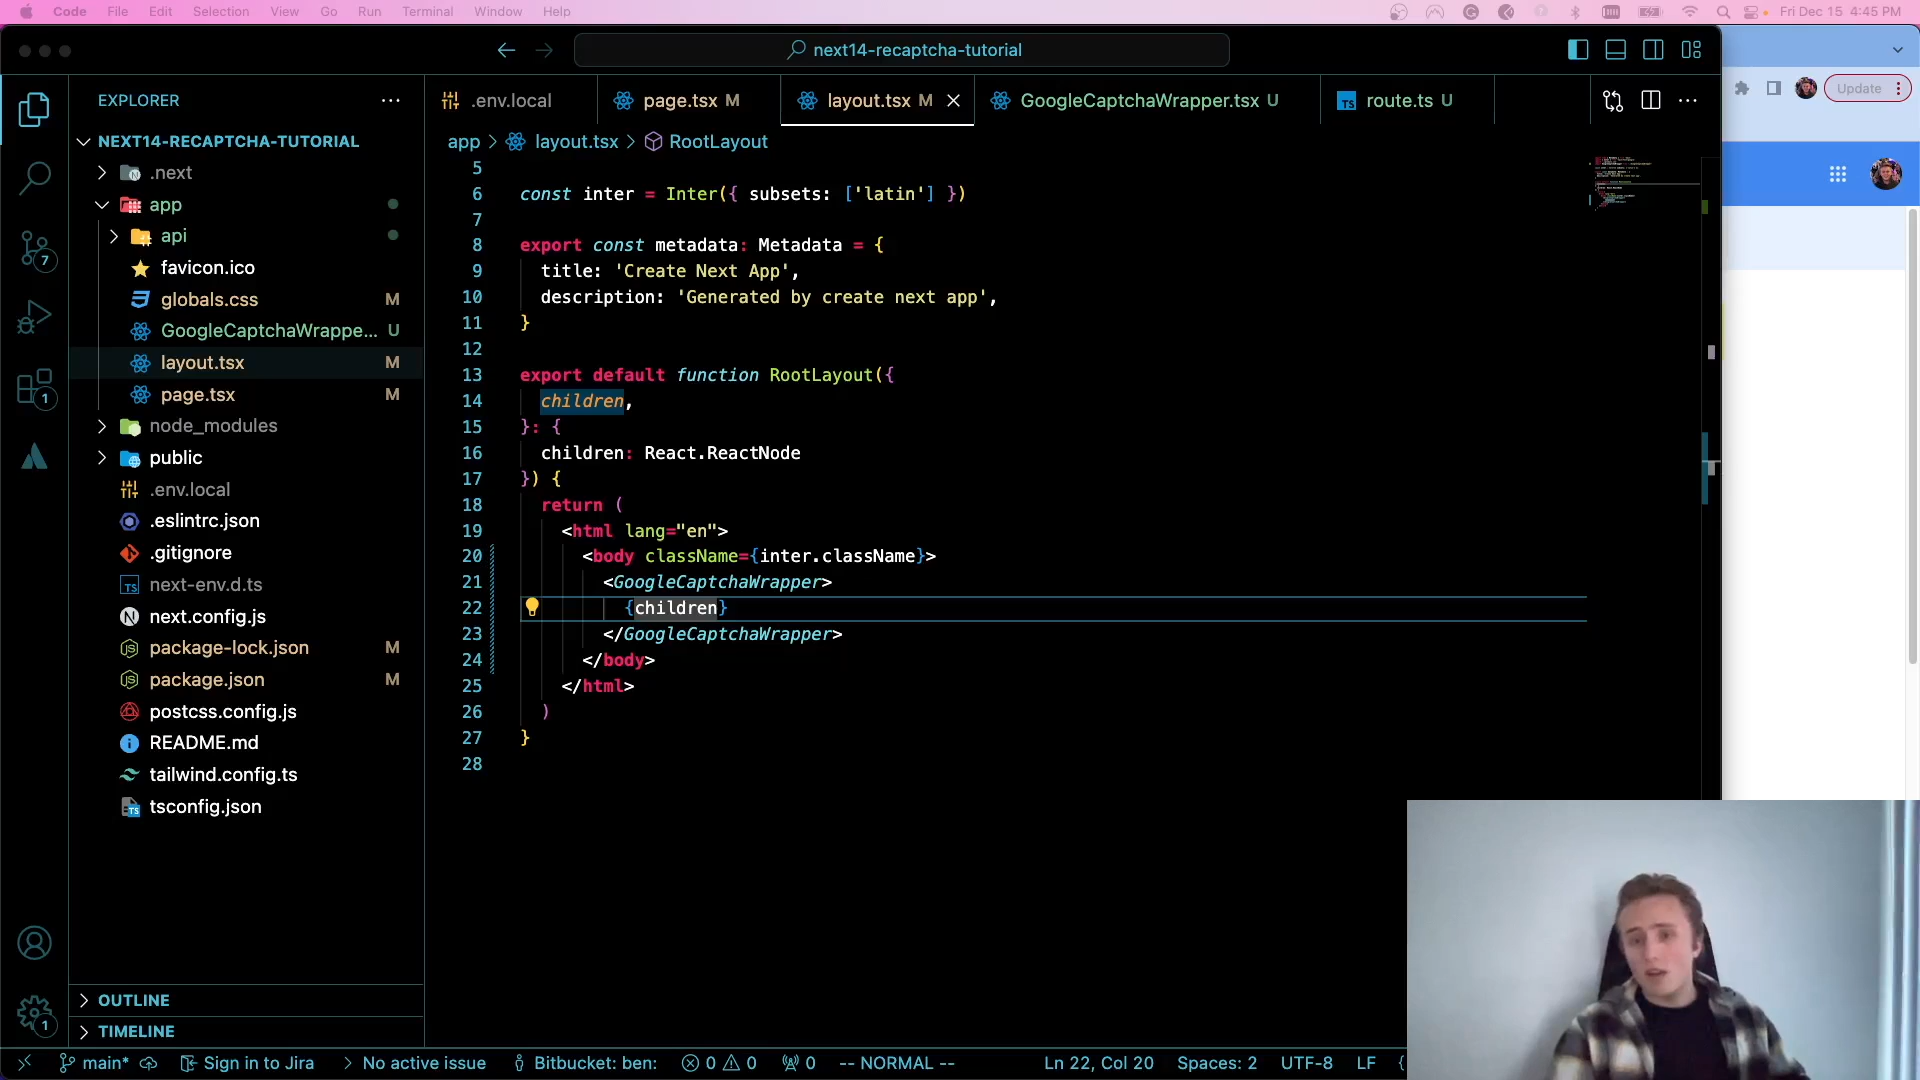 Code File Edit Selection View Go Run Terminal Window Help Fri Dec 15 4:45 PM
next14-recaptcha-tutorial
Update
EXPLORER
.env.local
page.tsx M
layout.tsx M
GoogleCaptchaWrapper.tsx U
route.ts U
NEXT14-RECAPTCHA-TUTORIAL
.next
app
api
favicon.ico
globals.css M
GoogleCaptchaWrappe... U
layout.tsx M
page.tsx M
node_modules
public
.env.local
.eslintrc.json
.gitignore
next-env.d.ts
next.config.js
package-lock.json M
package.json M
postcss.config.js
README.md
tailwind.config.ts
tsconfig.json
OUTLINE
TIMELINE
7
1
1
app > layout.tsx > RootLayout
5
6 const inter = Inter({ subsets: ['latin'] })
7
8 export const metadata: Metadata = {
9 title: 'Create Next App',
10 description: 'Generated by create next app',
11 }
12
13 export default function RootLayout({
14 children,
15 }: {
16 children: React.ReactNode
17 }) {
18 return (
19 <html lang="en">
20 <body className={inter.className}>
21 <GoogleCaptchaWrapper>
22 {children}
23 </GoogleCaptchaWrapper>
24 </body>
25 </html>
26 )
27 }
28
main* Sign in to Jira No active issue Bitbucket: ben: 0 0 0 -- NORMAL -- Ln 22, Col 20 Spaces: 2 UTF-8 LF {